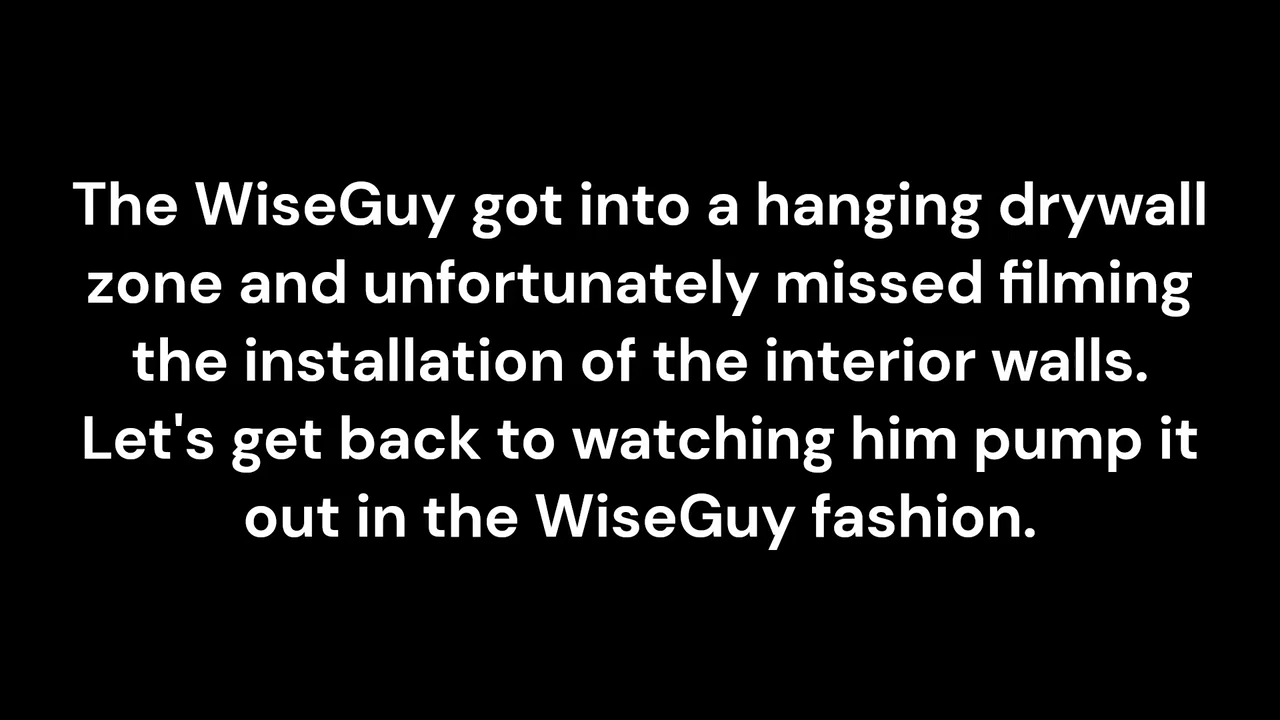 The WiseGuy got into a hanging drywall
zone and unfortunately missed filming
the installation of the interior walls.
Let's get back to watching him pump it
out in the WiseGuy fashion.